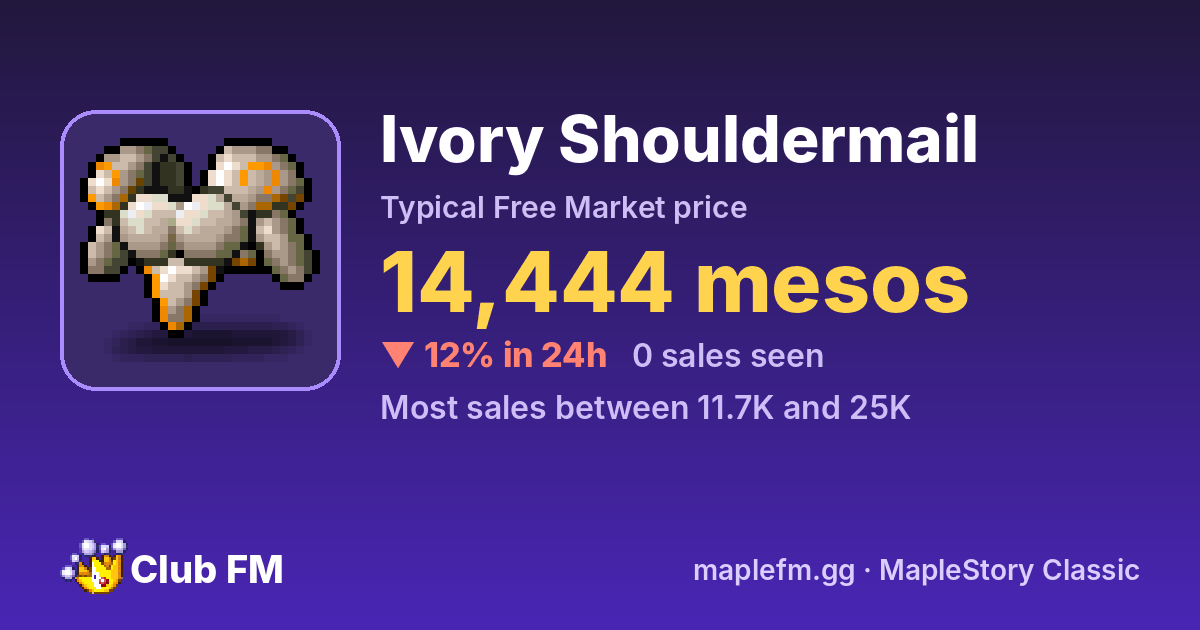 Ivory Shouldermail
Typical Free Market price
14,444 mesos
▼ 12% in 24h 0 sales seen
Most sales between 11.7K and 25K
Club FM
maplefm.gg · MapleStory Classic